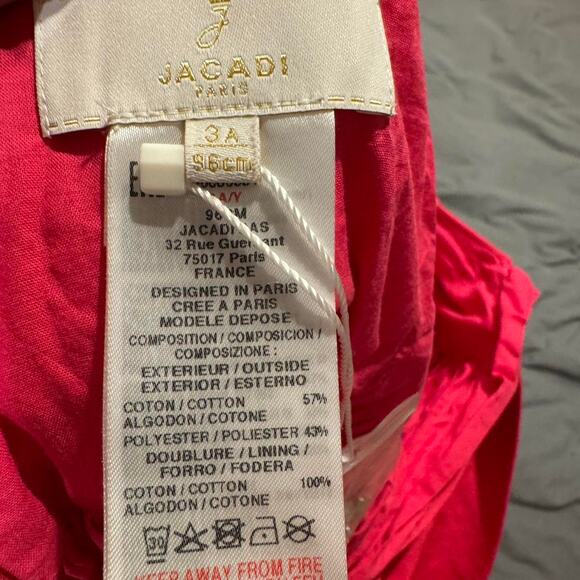 JACADI
PARIS
3A
96cm
A/Y
JACADI SAS
32 Rue
75017 Paris
FRANCE
DESIGNED IN PARIS
CREE A PARIS
MODELE DEPOSE
COMPOSITION / COMPOSICION /
COMPOSIZIONE :
EXTERIEUR / OUTSIDE
EXTERIOR / ESTERNO
COTON / COTTON 57%
ALGODON / COTONE
POLYESTER / POLIESTER 43%
DOUBLURE / LINING /
FORRO / FODERA
COTON / COTTON 100%
ALGODON / COTONE
30
KEEP AWAY FROM FIRE